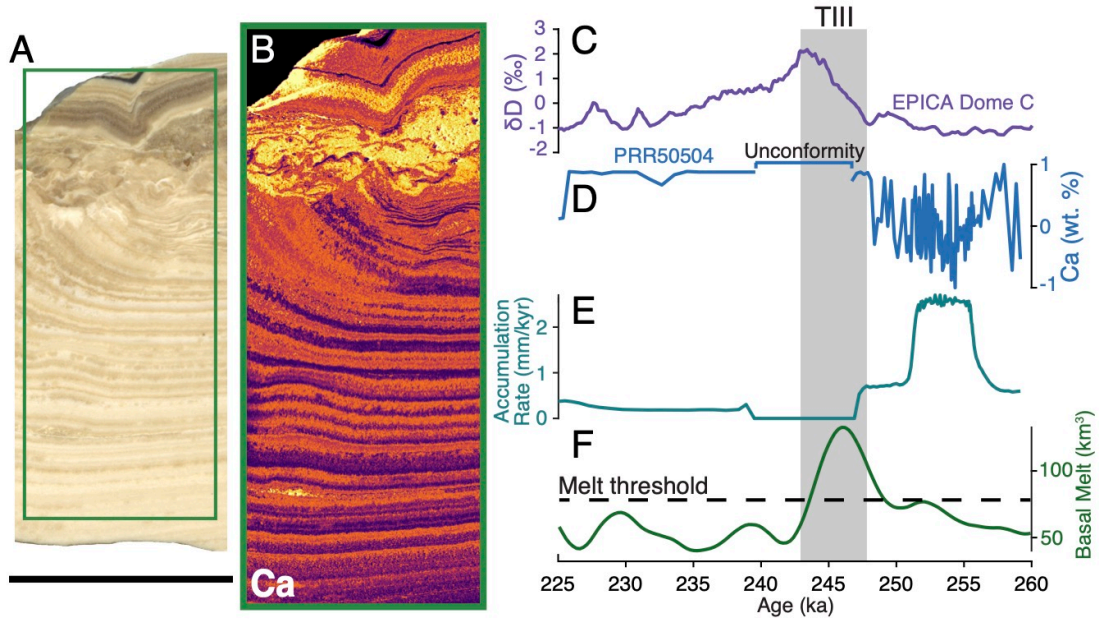 A
B
Ca
TIII
C
3
2
1
0
-1
-2
δD (‰)
EPICA Dome C
PRR50504
Unconformity
D
1
0
-1
Ca (wt. %)
E
2
1
0
Accumulation
Rate (mm/kyr)
F
Melt threshold
100
50
Basal Melt (km³)
225 230 235 240 245 250 255 260
Age (ka)